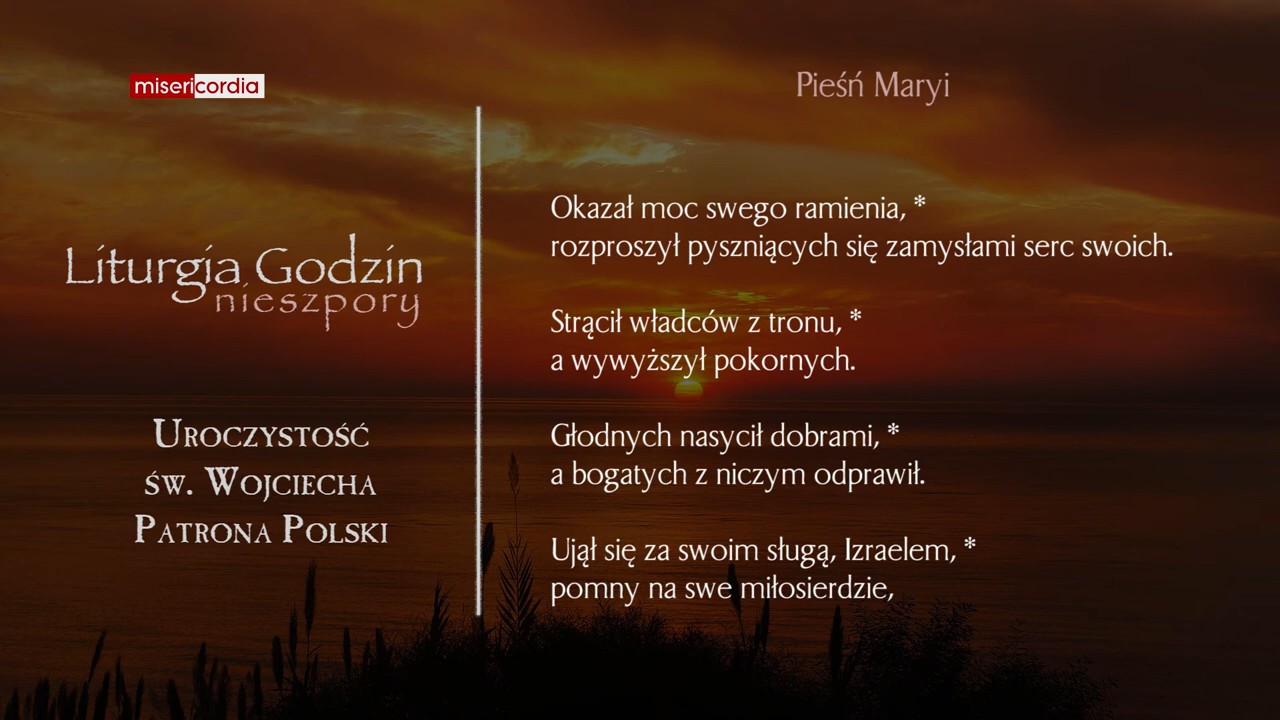 misericordia
Liturgia Godzin
nieszpory
Uroczystość
św. Wojciecha
Patrona Polski
Pieśń Maryi
Okazał moc swego ramienia, *
rozproszył pyszniących się zamysłami serc swoich.
Strącił władców z tronu, *
a wywyższył pokornych.
Głodnych nasycił dobrami, *
a bogatych z niczym odprawił.
Ujął się za swoim sługą, Izraelem, *
pomny na swe miłosierdzie,